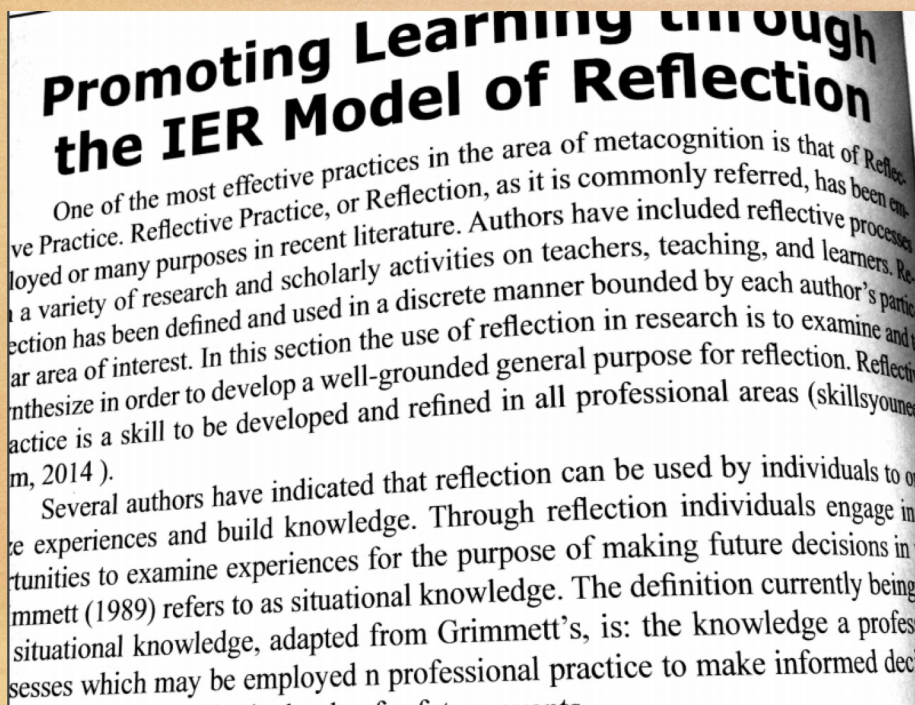 Promoting Learning through
the IER Model of Reflection
One of the most effective practices in the area of metacognition is that of Reflec-
ve Practice. Reflective Practice, or Reflection, as it is commonly referred, has been em-
loyed or many purposes in recent literature. Authors have included reflective processes
a variety of research and scholarly activities on teachers, teaching, and learners. Re-
ection has been defined and used in a discrete manner bounded by each author's partic
ar area of interest. In this section the use of reflection in research is to examine and
nthesize in order to develop a well-grounded general purpose for reflection. Reflecti
actice is a skill to be developed and refined in all professional areas (skillsyounee
m, 2014 ).
Several authors have indicated that reflection can be used by individuals to o
e experiences and build knowledge. Through reflection individuals engage in
tunities to examine experiences for the purpose of making future decisions in
mmett (1989) refers to as situational knowledge. The definition currently being
situational knowledge, adapted from Grimmett's, is: the knowledge a profes
sesses which may be employed n professional practice to make informed dec